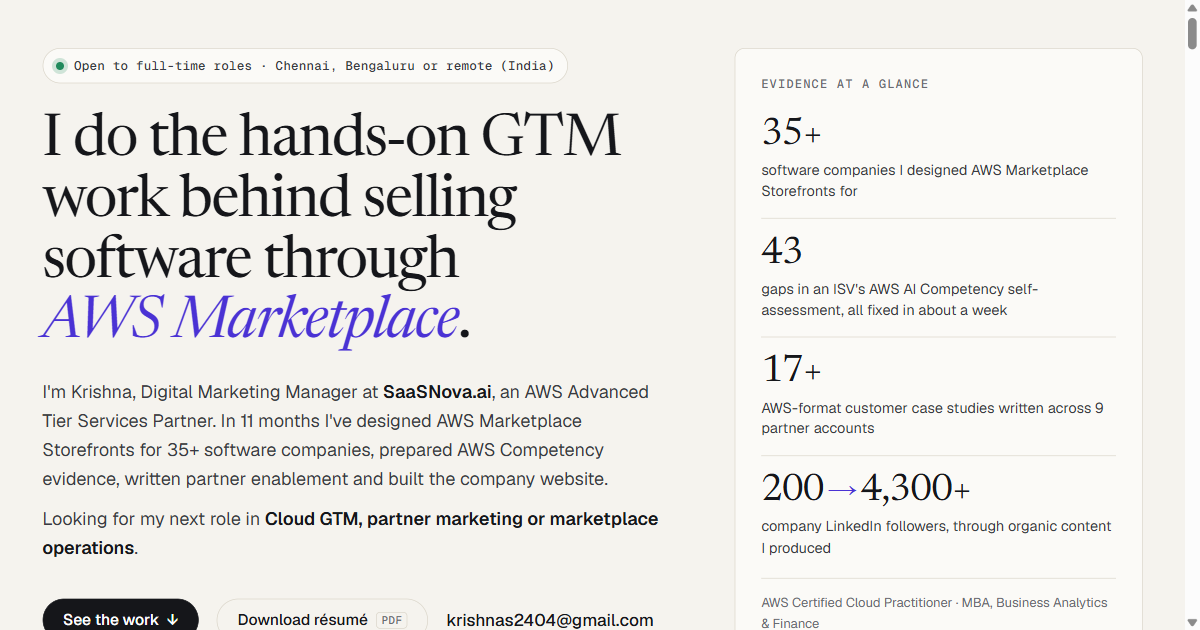 Open to full-time roles · Chennai, Bengaluru or remote (India)
I do the hands-on GTM
work behind selling
software through
AWS Marketplace.
I'm Krishna, Digital Marketing Manager at SaaSNova.ai, an AWS Advanced
Tier Services Partner. In 11 months I've designed AWS Marketplace
Storefronts for 35+ software companies, prepared AWS Competency
evidence, written partner enablement and built the company website.
Looking for my next role in Cloud GTM, partner marketing or marketplace
operations.
See the work ↓
Download résumé PDF
krishnas2404@gmail.com
EVIDENCE AT A GLANCE
35+
software companies I designed AWS Marketplace
Storefronts for
43
gaps in an ISV's AWS AI Competency self-
assessment, all fixed in about a week
17+
AWS-format customer case studies written across 9
partner accounts
200→4,300+
company LinkedIn followers, through organic content
I produced
AWS Certified Cloud Practitioner · MBA, Business Analytics
& Finance